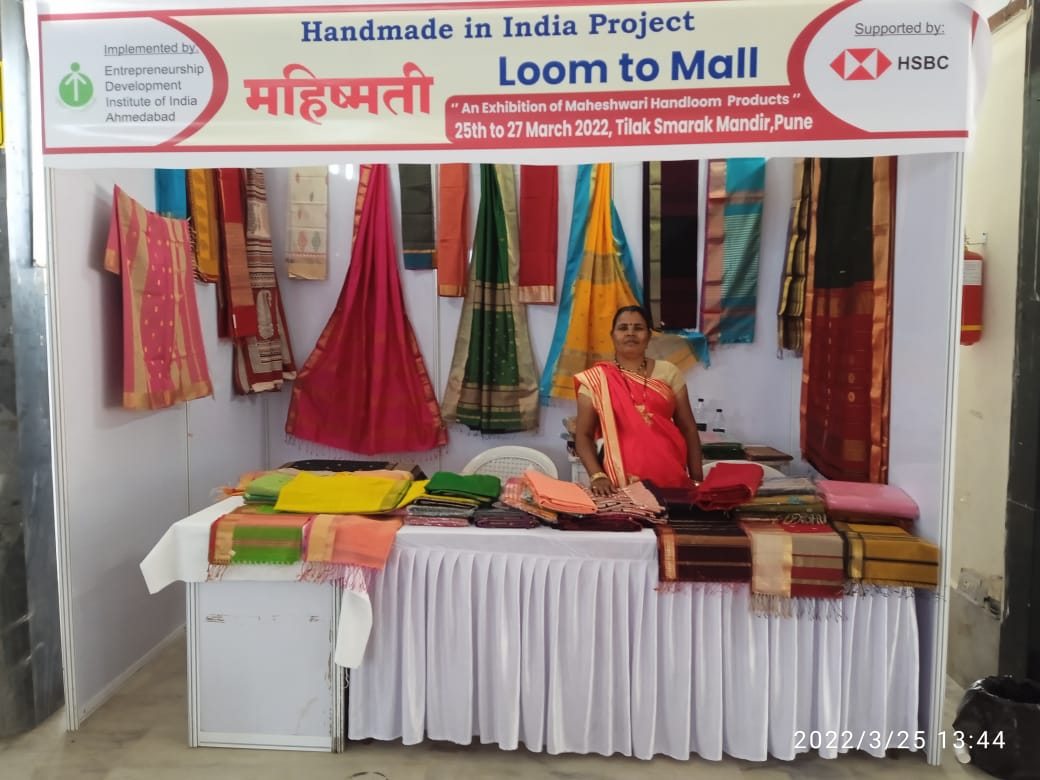 Handmade in India Project
Implemented by:
Entrepreneurship
Development
Institute of India
Ahmedabad
महिष्मती
Loom to Mall
" An Exhibition of Maheshwari Handloom Products "
25th to 27 March 2022, Tilak Smarak Mandir,Pune
Supported by:
HSBC
2022/3/25 13:44